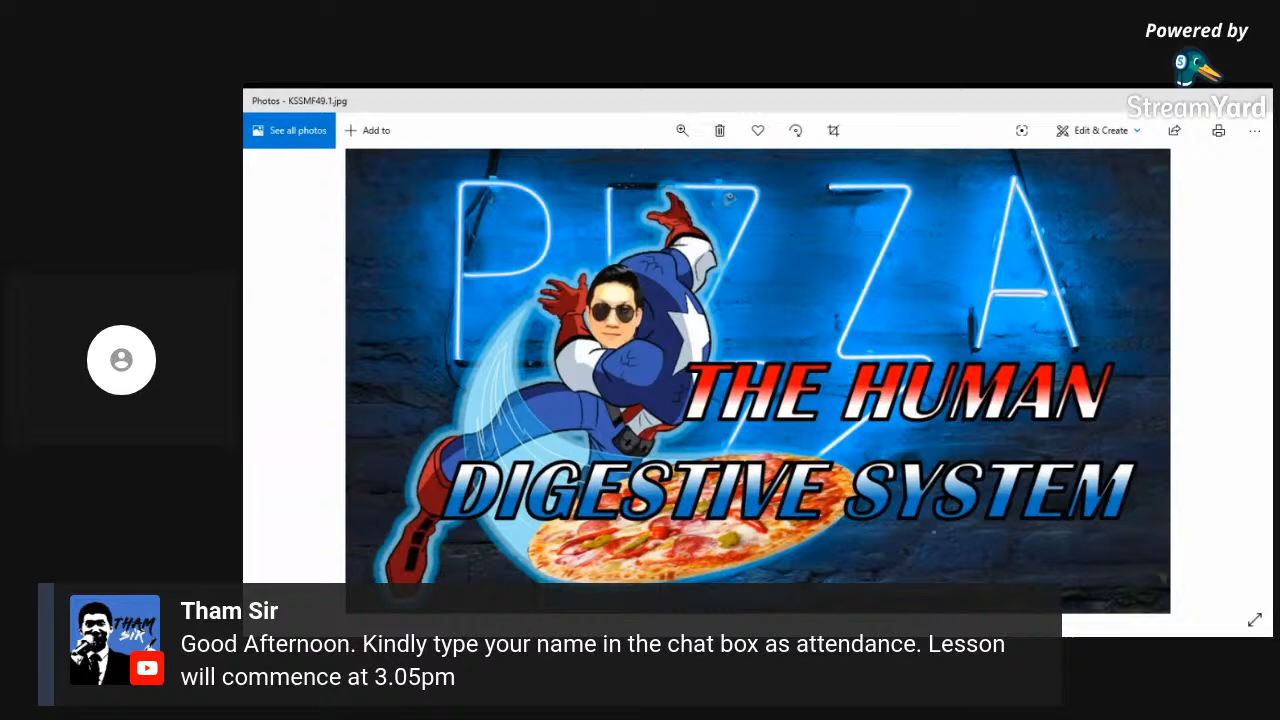 Powered by
StreamYard
Photos - KSSMF49.1.jpg
See all photos
Add to
Edit & Create
PIZZA
THE HUMAN
DIGESTIVE SYSTEM
THAM
SIR
Tham Sir
Good Afternoon. Kindly type your name in the chat box as attendance. Lesson
will commence at 3.05pm